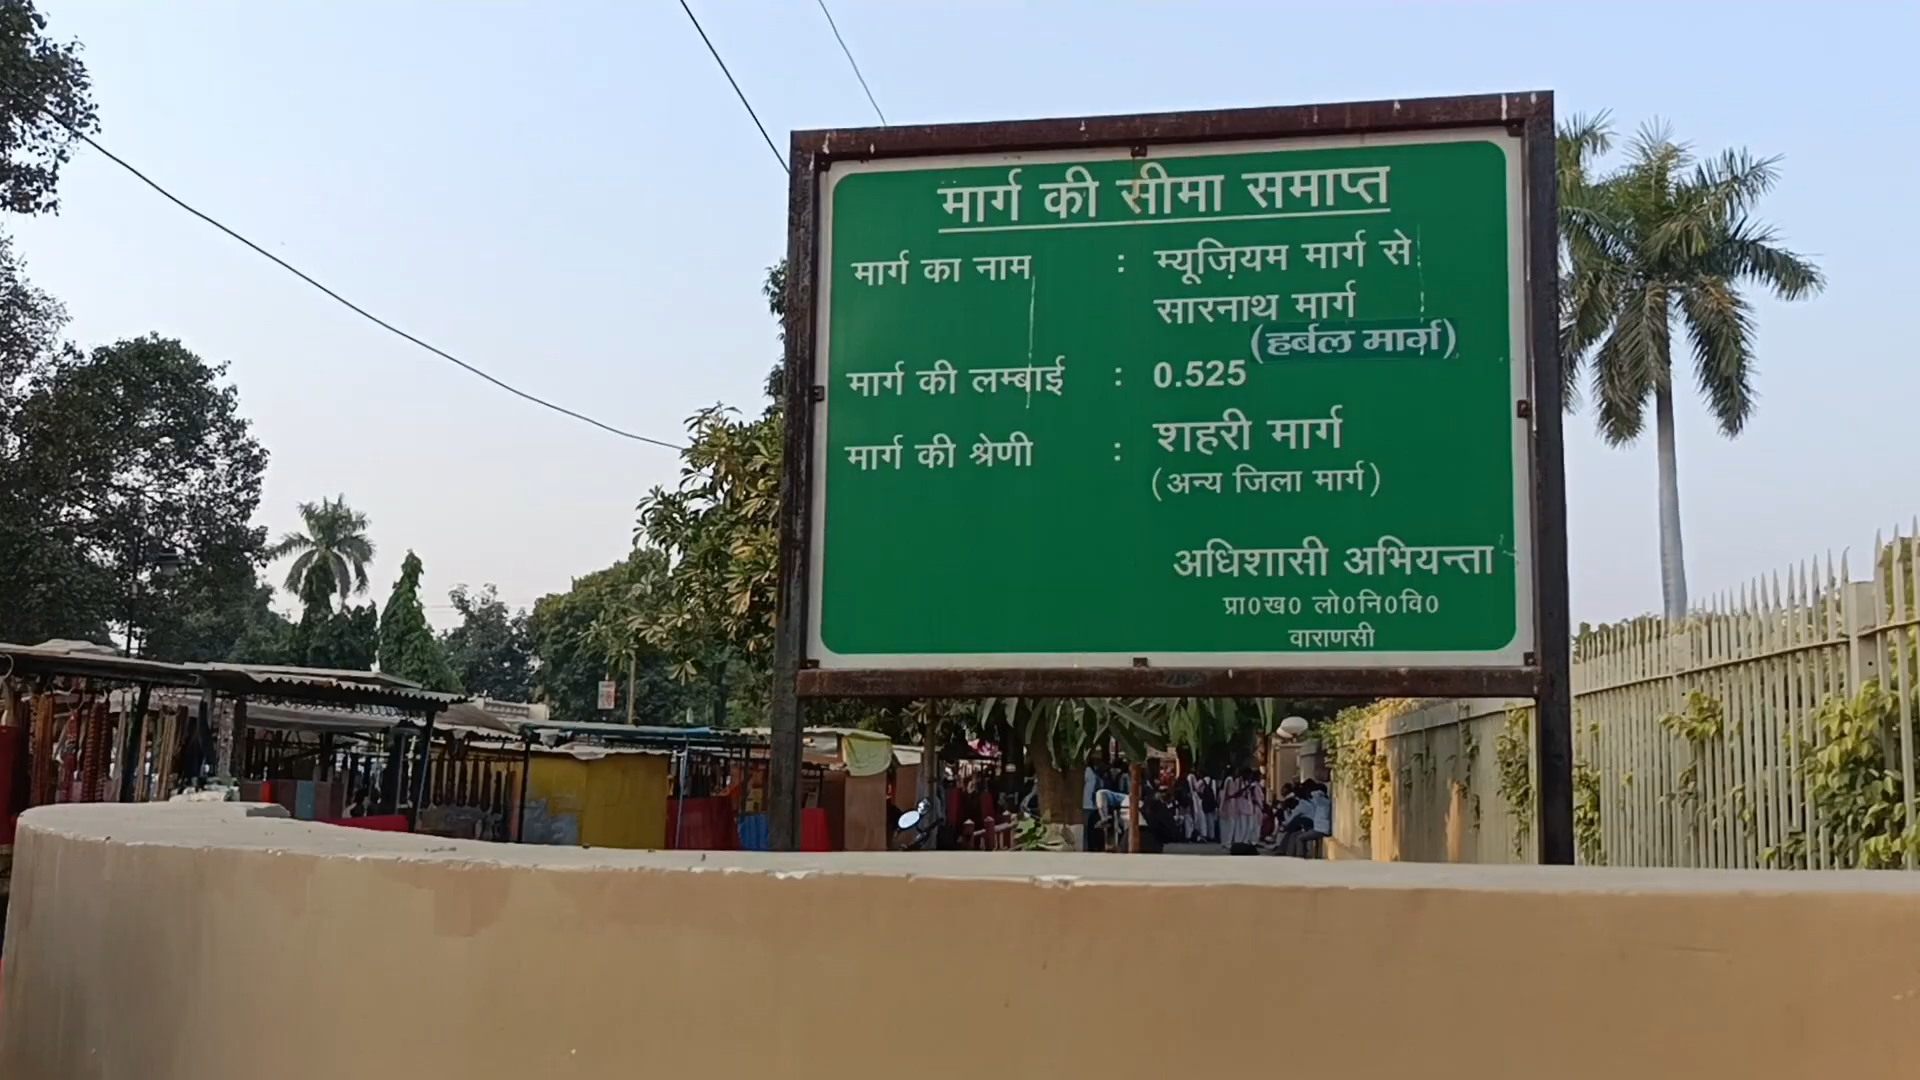 मार्ग की सीमा समाप्त
मार्ग का नाम : म्यूज़ियम मार्ग से
सारनाथ मार्ग
(हर्बल मार्ग)
मार्ग की लम्बाई : 0.525
मार्ग की श्रेणी : शहरी मार्ग
(अन्य जिला मार्ग)
अधिशासी अभियन्ता
प्रा0ख0 लो0नि0वि0
वाराणसी